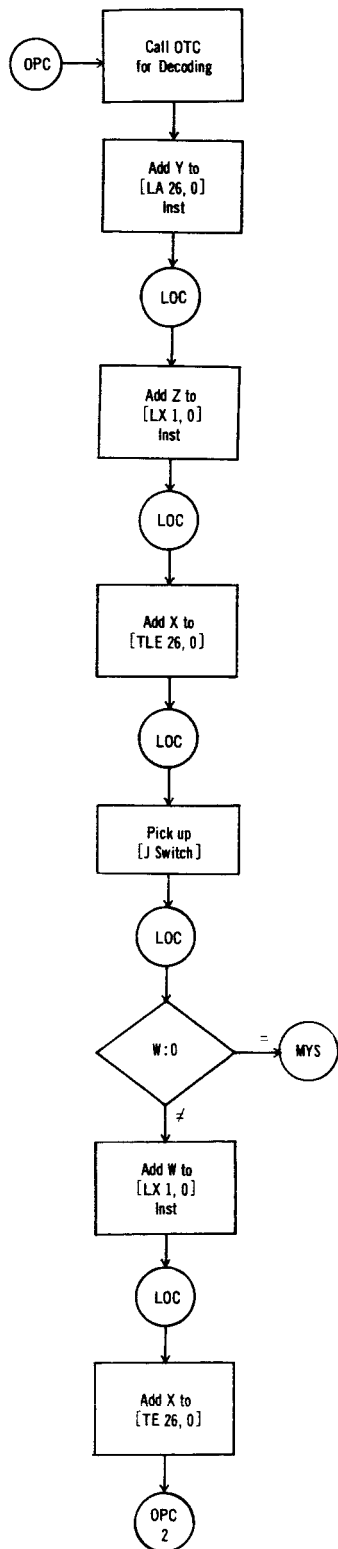 OPC
Call OTC
for Decoding
Add Y to
[LA 26, 0]
Inst
LOC
Add Z to
[LX 1, 0]
Inst
LOC
Add X to
[TLE 26, 0]
LOC
Pick up
[J Switch]
LOC
W:0
=
MYS
≠
Add W to
[LX 1, 0]
Inst
LOC
Add X to
[TE 26, 0]
OPC
2